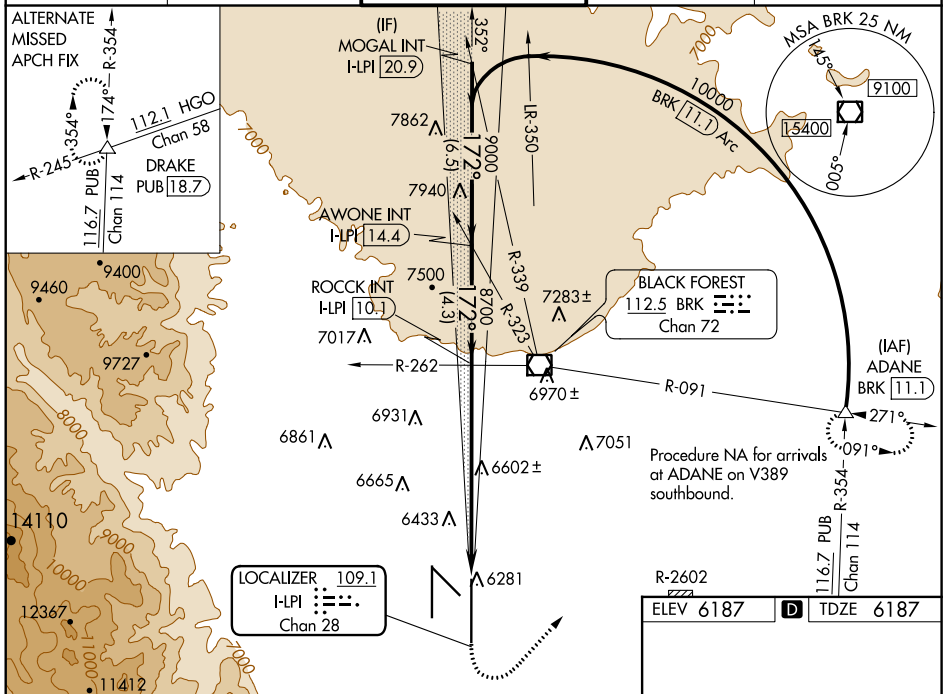 ALTERNATE
MISSED
APCH FIX
R-354
174°
354°
112.1 HGO
Chan 58
R-245
DRAKE
PUB 18.7
116.7 PUB
Chan 114
(IF)
MOGAL INT
I-LPI 20.9
352°
7000
7000
LR-350
10000
BRK 11.1 Arc
MSA BRK 25 NM
145°
9100
15400
005°
7862
172°
9000
(6.5)
7940
AWONE INT
I-LPI 14.4
R-339
R-323
7500
ROCCK INT
I-LPI 10.1
172°
8700
(4.3)
7283±
BLACK FOREST
112.5 BRK
Chan 72
7017
R-262
6970±
R-091
(IAF)
ADANE
BRK 11.1
271°
091°
9400
9460
9727
8000
6931
6861
7051
6602±
6665
6433
Procedure NA for arrivals
at ADANE on V389
southbound.
R-354
116.7 PUB
Chan 114
14110
9000
10000
12367
11000
11412
7000
6281
LOCALIZER 109.1
I-LPI
Chan 28
R-2602
ELEV 6187
D
TDZE 6187